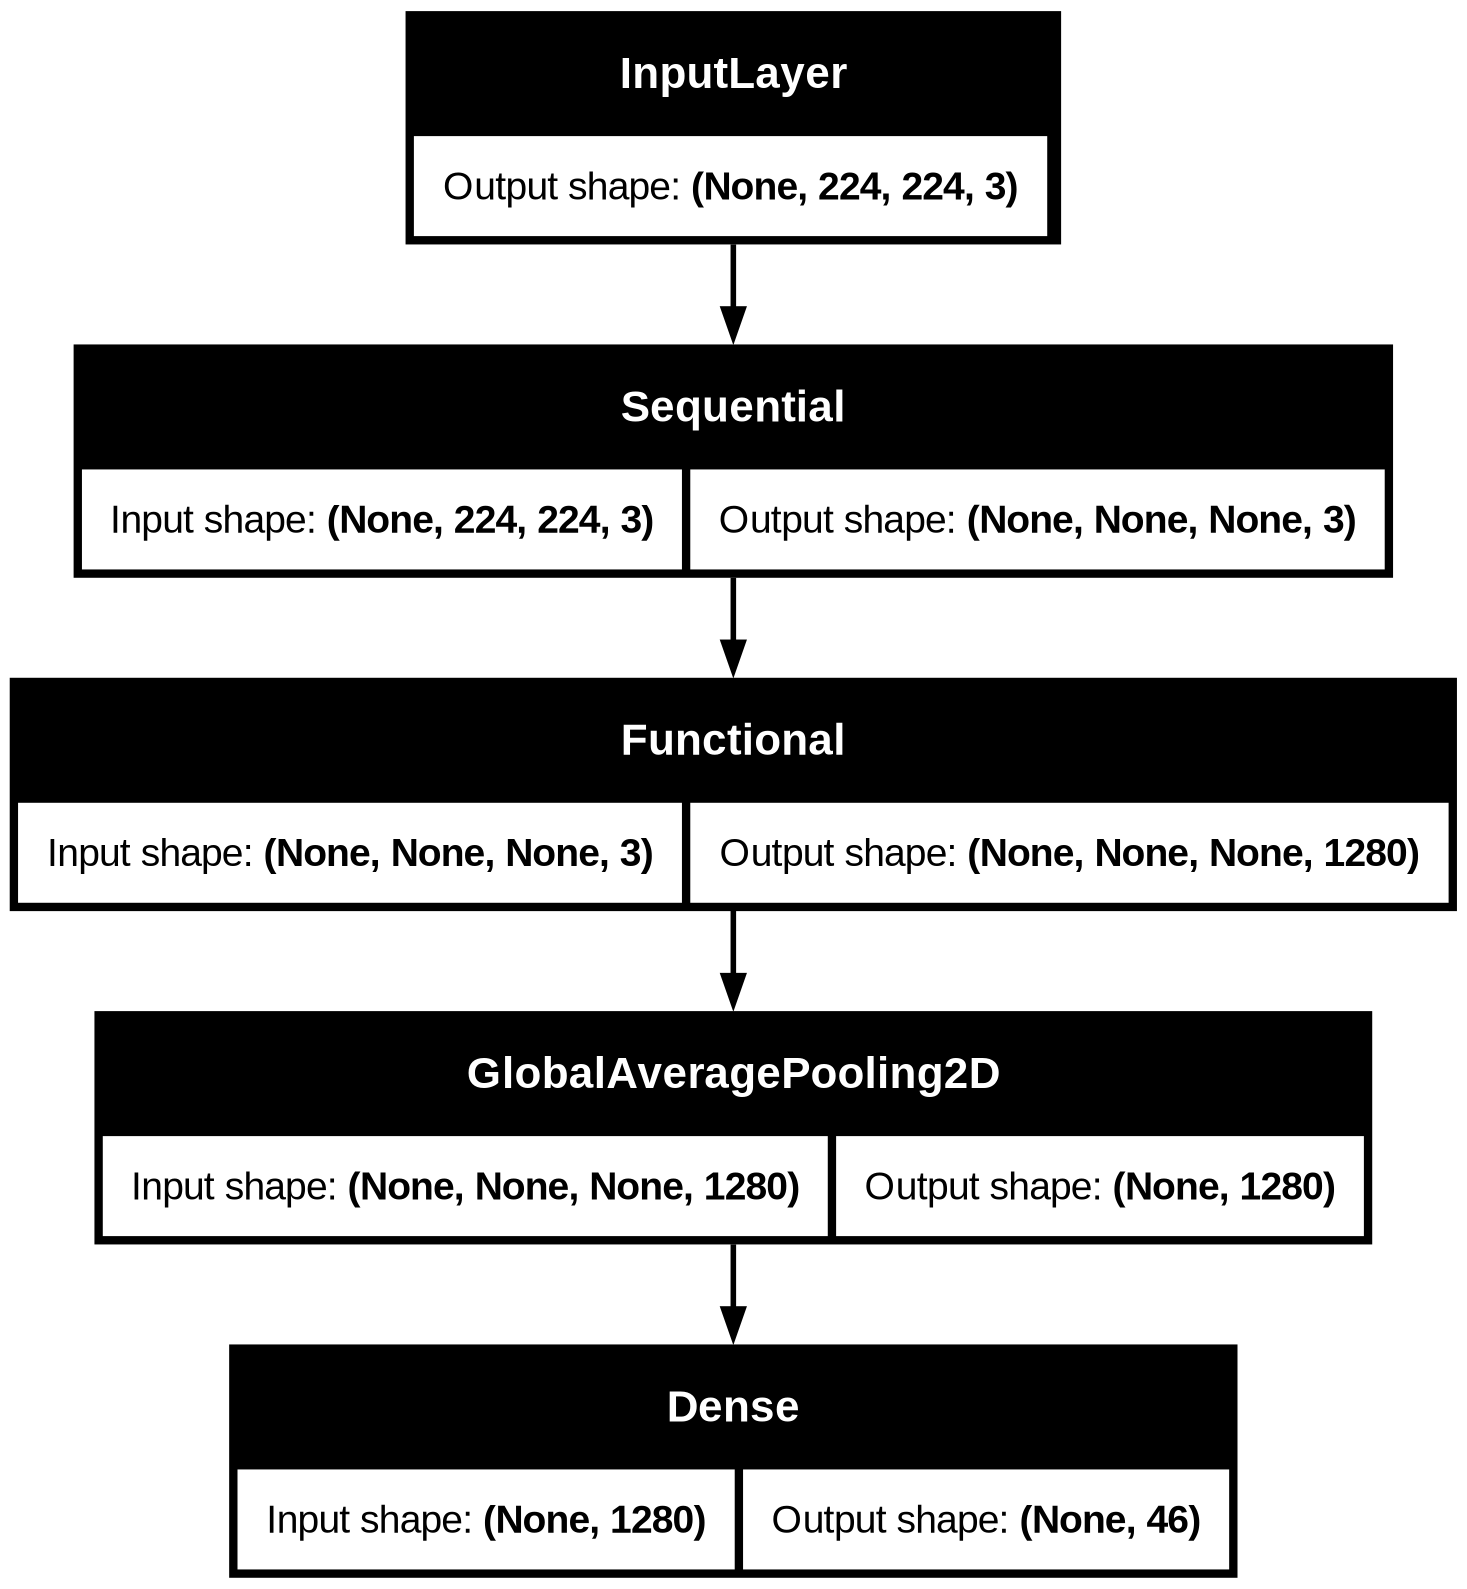 InputLayer
Output shape: (None, 224, 224, 3)
Sequential
Input shape: (None, 224, 224, 3) Output shape: (None, None, None, 3)
Functional
Input shape: (None, None, None, 3) Output shape: (None, None, None, 1280)
GlobalAveragePooling2D
Input shape: (None, None, None, 1280) Output shape: (None, 1280)
Dense
Input shape: (None, 1280) Output shape: (None, 46)